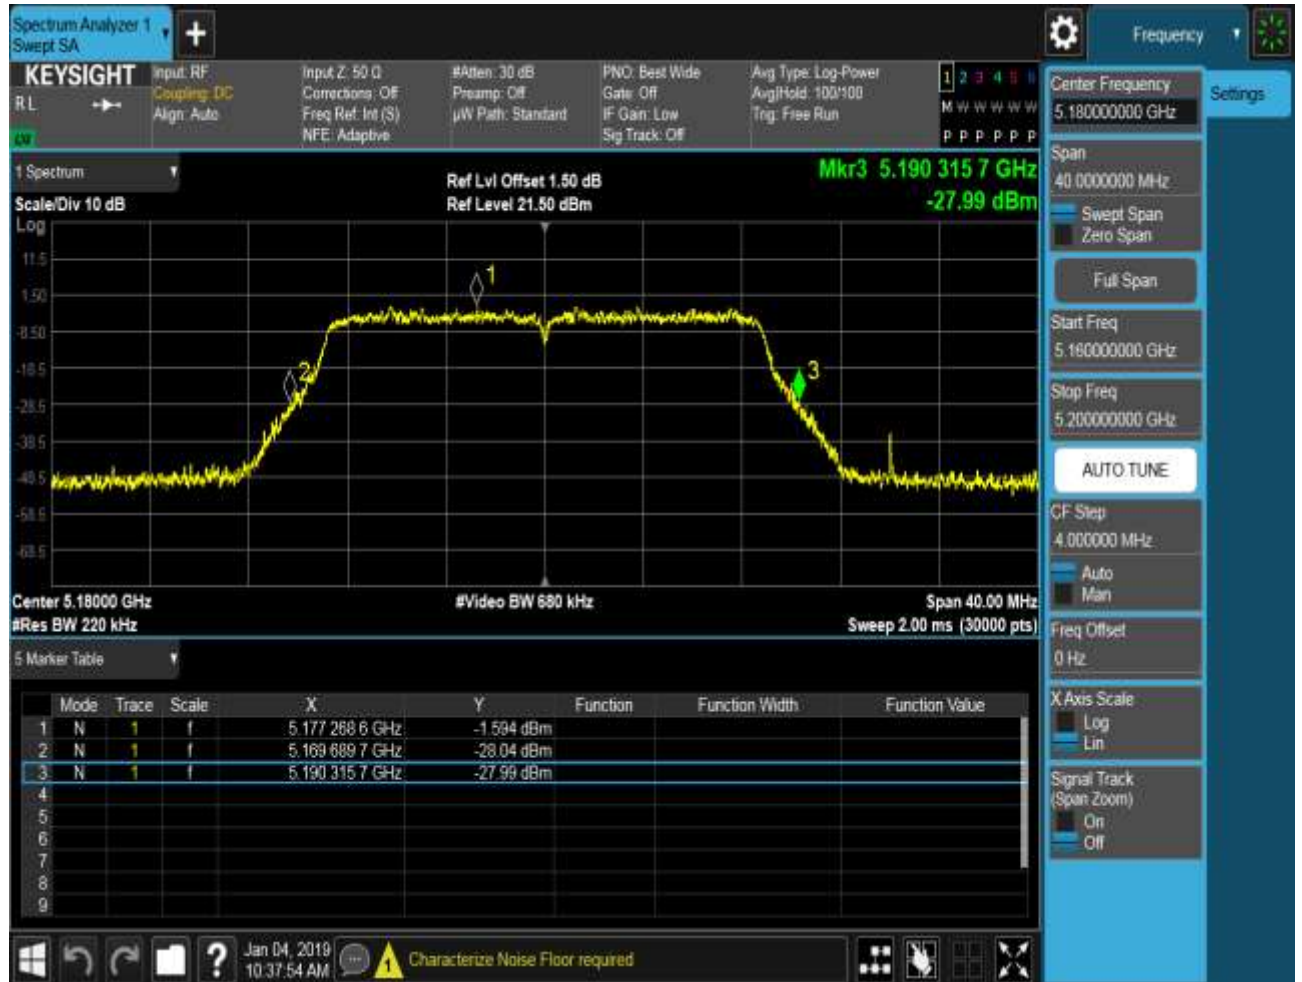 Spectrum Analyzer 1
Swept SA
Frequency
KEYSIGHT
RL
Input: RF
Coupling: DC
Align: Auto
Input Z: 50 Ω
Corrections: Off
Freq Ref: Int (S)
NFE: Adaptive
#Atten: 30 dB
Preamp: Off
µW Path: Standard
PNO: Best Wide
Gate: Off
IF Gain: Low
Sig Track: Off
Avg Type: Log-Power
Avg|Hold: 100/100
Trig: Free Run
1 2 3 4 5 6
M W W W W W
P P P P P P
1 Spectrum
Scale/Div 10 dB
Ref Lvl Offset 1.50 dB
Ref Level 21.50 dBm
Mkr3 5.190 315 7 GHz
-27.99 dBm
Log
11.5
1.50
-8.50
-18.5
-28.5
-38.5
-48.5
-58.5
-68.5
1
2
3
Center 5.18000 GHz
#Video BW 680 kHz
Span 40.00 MHz
#Res BW 220 kHz
Sweep 2.00 ms (30000 pts)
5 Marker Table
Mode Trace Scale X Y Function Function Width Function Value
1 N 1 f 5.177 268 6 GHz -1.594 dBm
2 N 1 f 5.169 689 7 GHz -28.04 dBm
3 N 1 f 5.190 315 7 GHz -27.99 dBm
4
5
6
7
8
9
Jan 04, 2019
10:37:54 AM
Characterize Noise Floor required
Settings
Center Frequency
5.180000000 GHz
Span
40.0000000 MHz
Swept Span
Zero Span
Full Span
Start Freq
5.160000000 GHz
Stop Freq
5.200000000 GHz
AUTO TUNE
CF Step
4.000000 MHz
Auto
Man
Freq Offset
0 Hz
X Axis Scale
Log
Lin
Signal Track
(Span Zoom)
On
Off